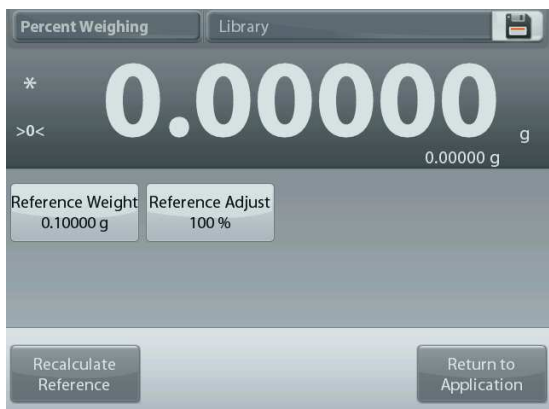 Percent Weighing
Library
*
0.00000 g
>0<
0.00000 g
Reference Weight
0.10000 g
Reference Adjust
100 %
Recalculate
Reference
Return to
Application